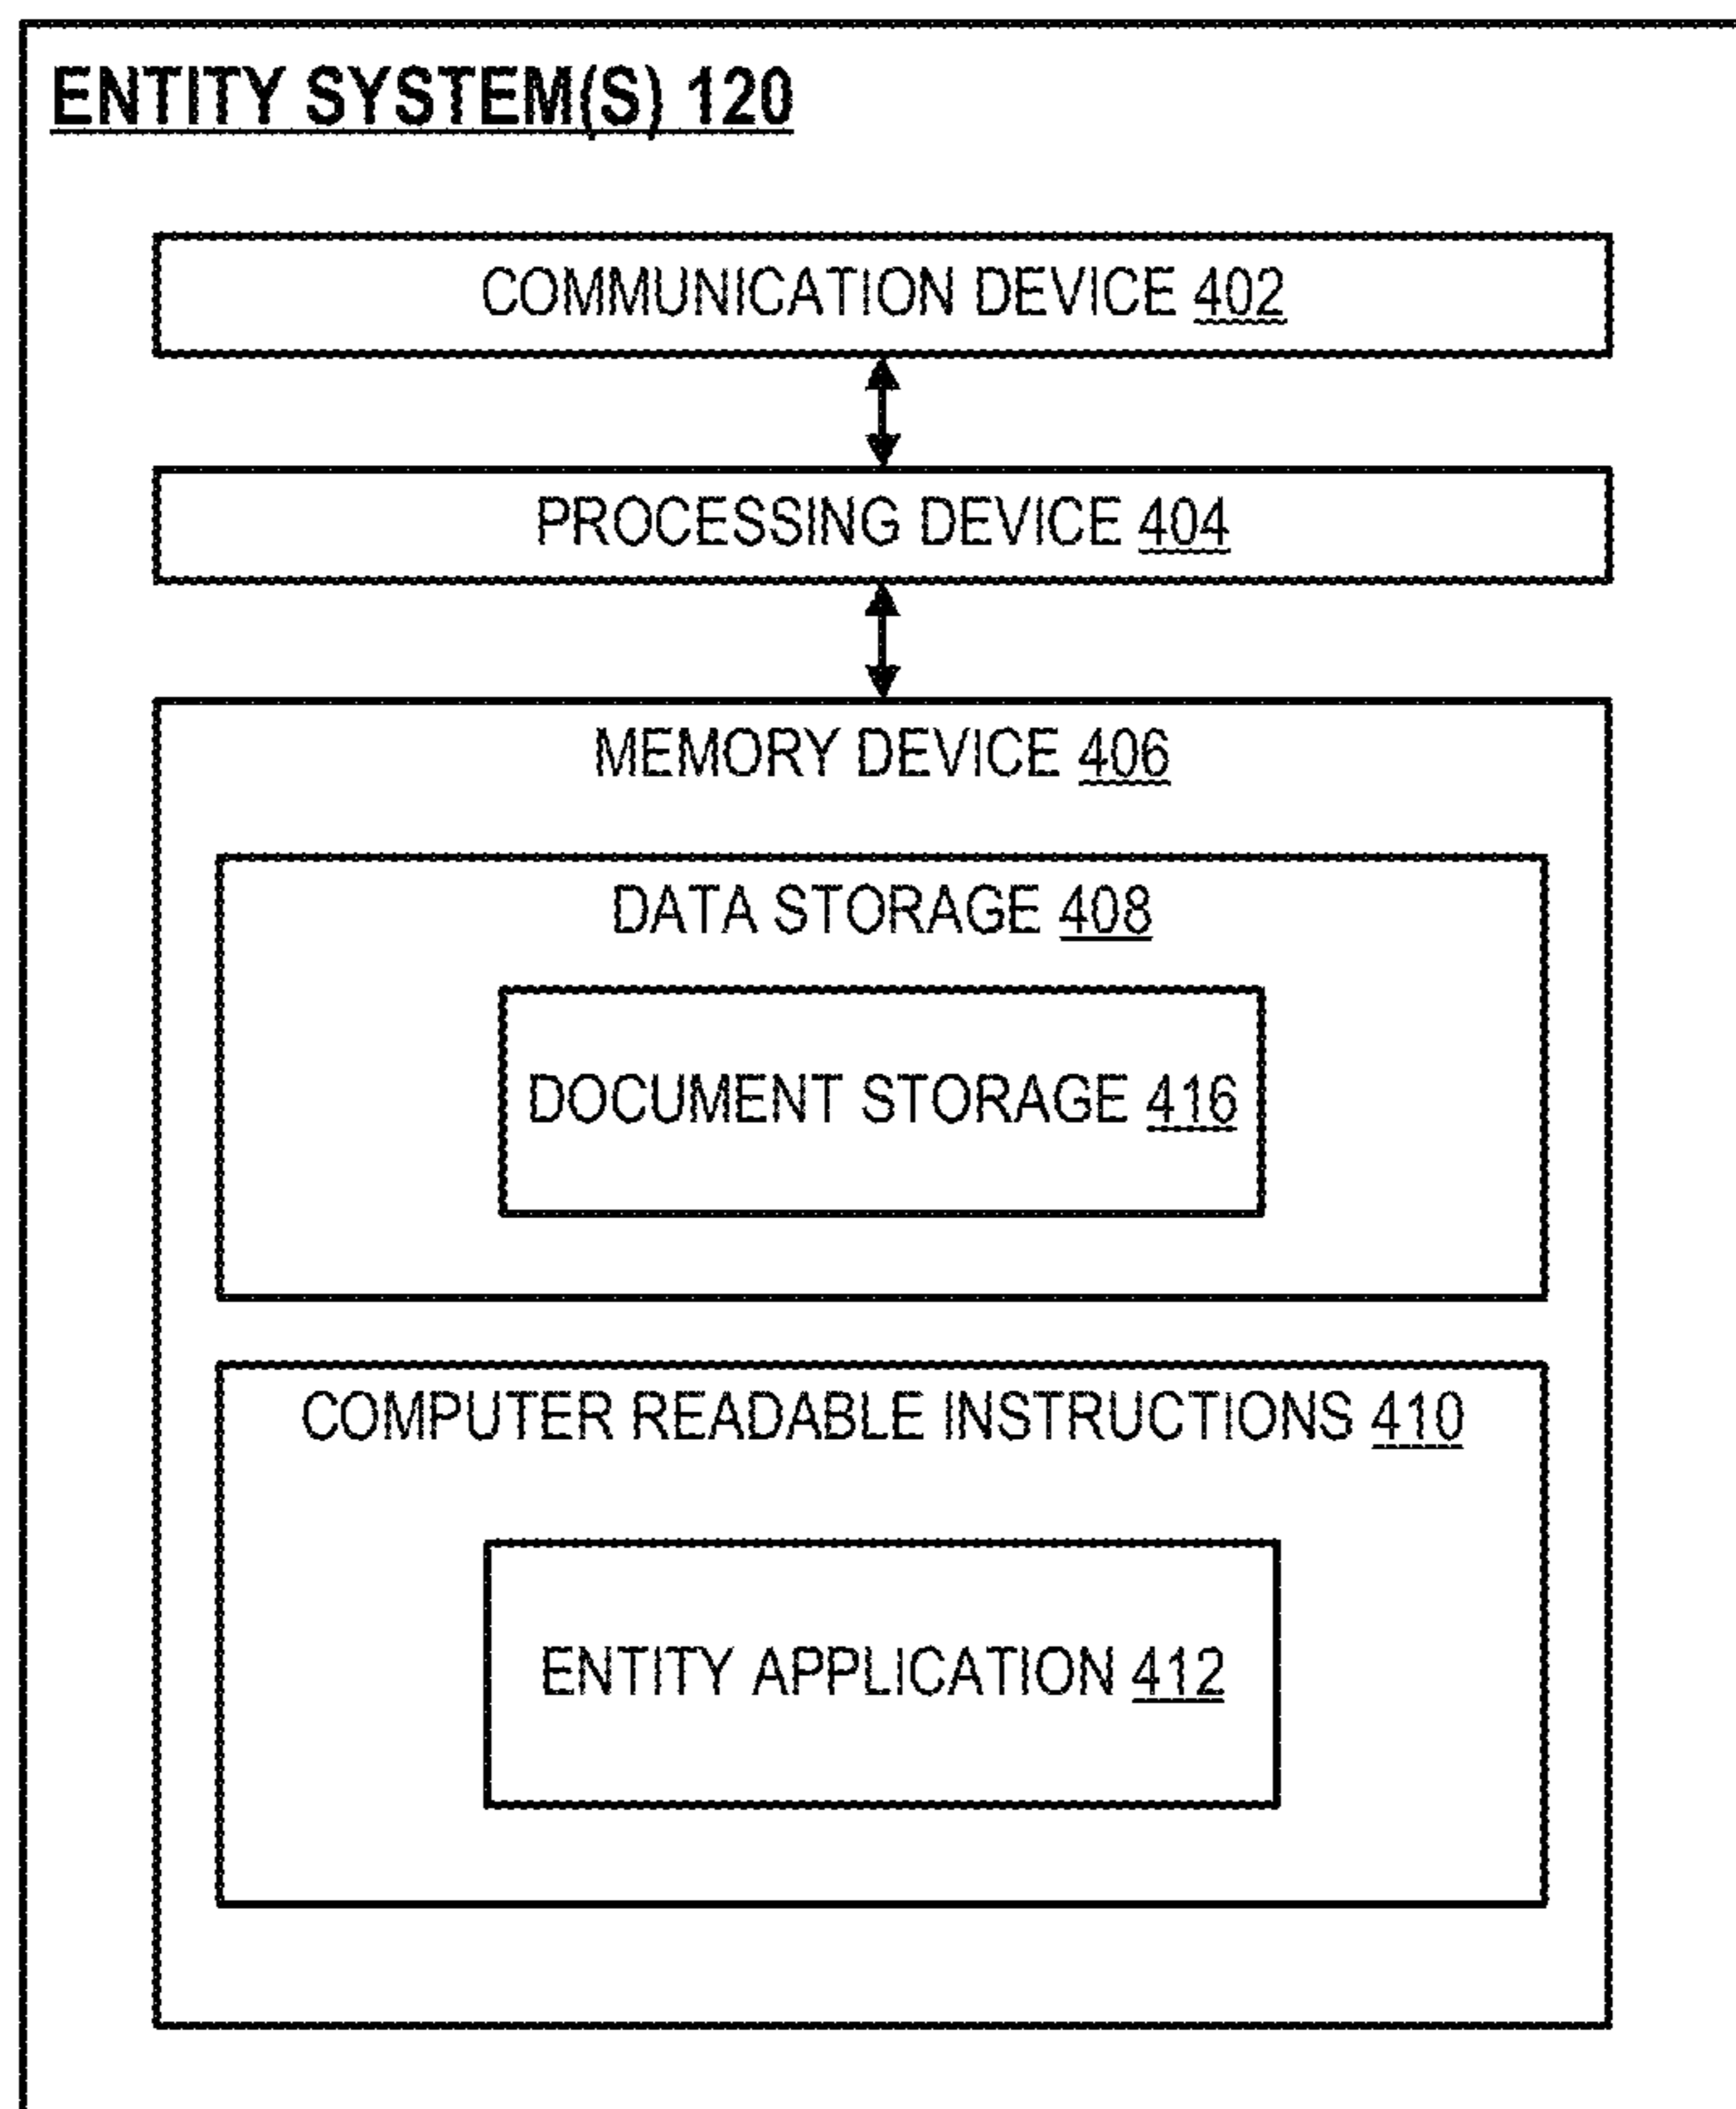 ENTITY SYSTEM(S) 120
COMMUNICATION DEVICE 402
PROCESSING DEVICE 404
MEMORY DEVICE 406
DATA STORAGE 408
DOCUMENT STORAGE 416
COMPUTER READABLE INSTRUCTIONS 410
ENTITY APPLICATION 412